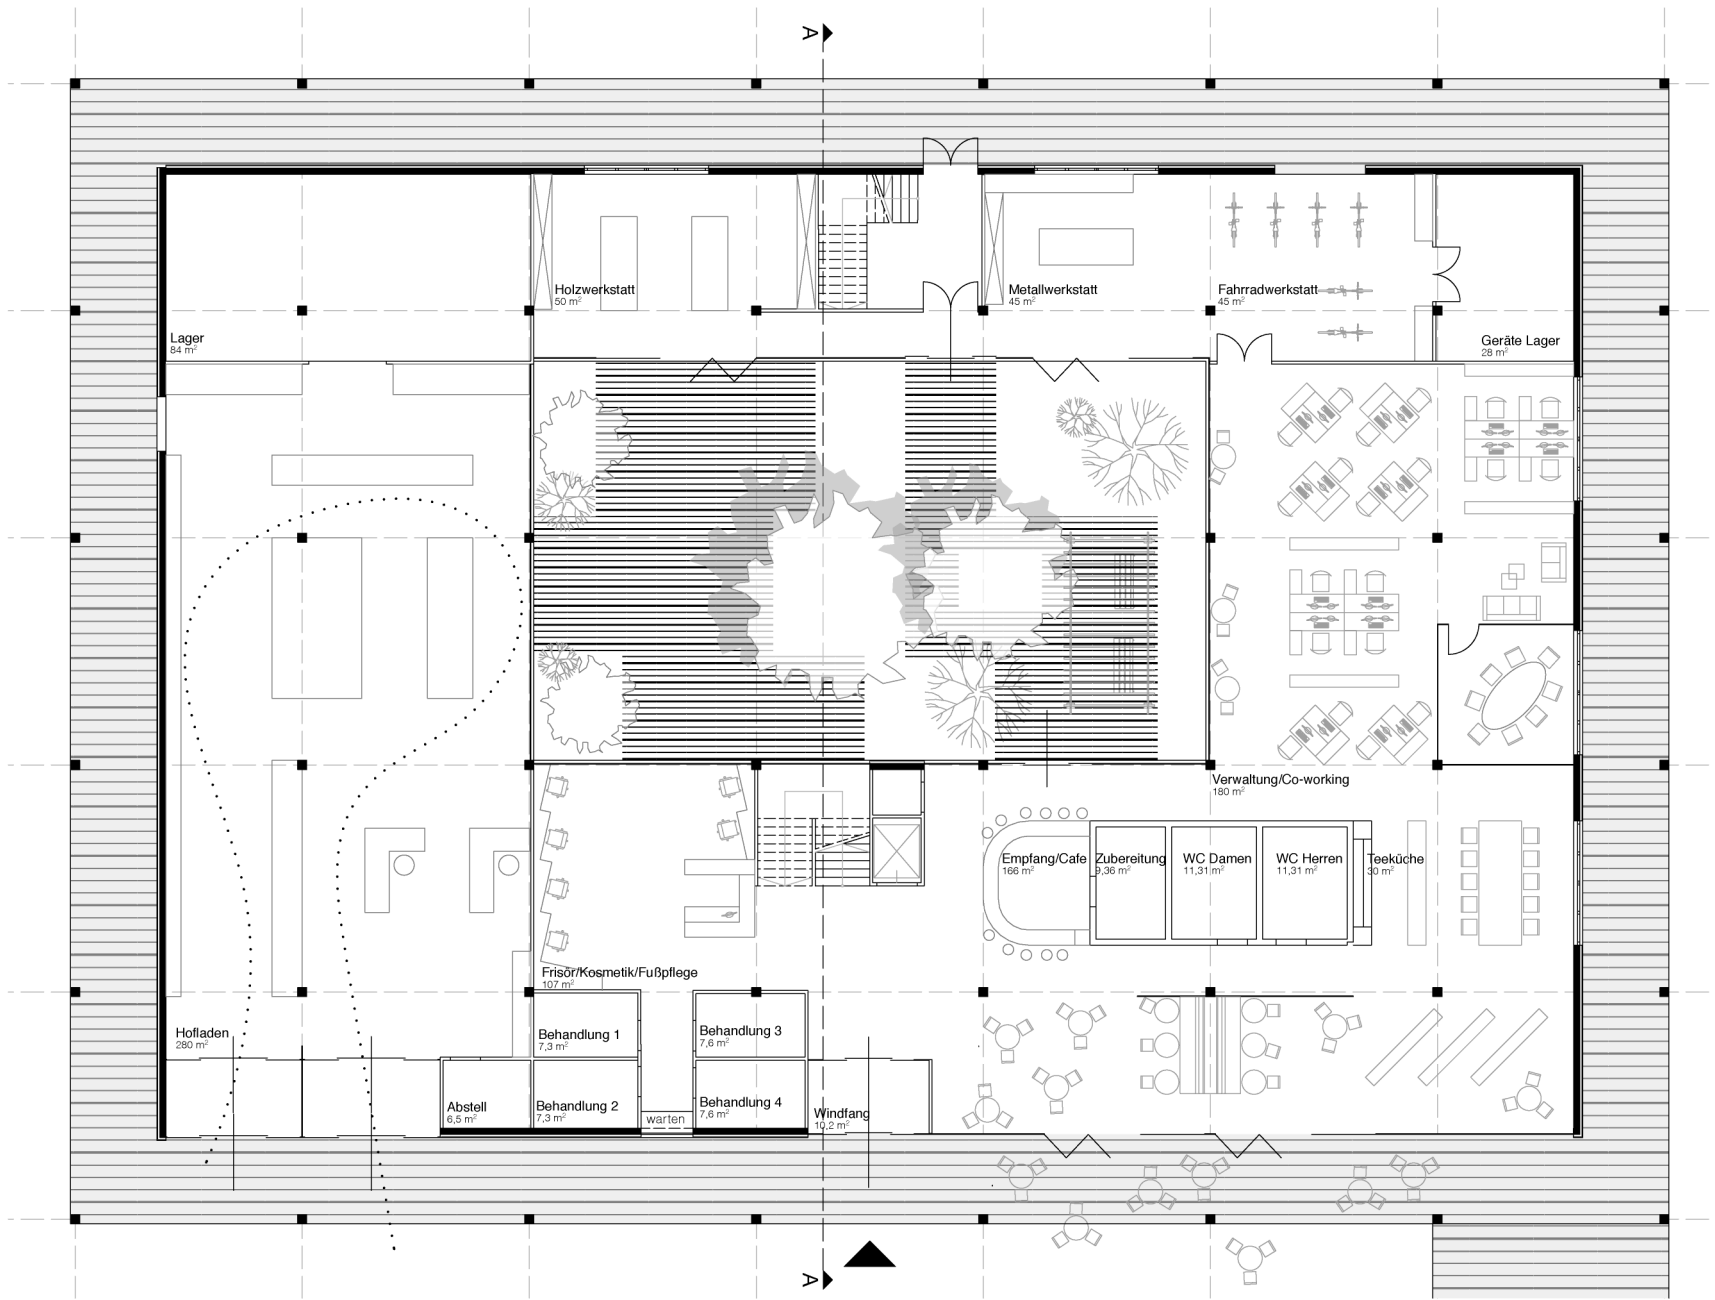 A
Holzwerkstatt
50 m²
Metallwerkstatt
45 m²
Fahrradwerkstatt
45 m²
Lager
84 m²
Geräte Lager
28 m²
Verwaltung/Co-working
180 m²
Empfang/Cafe
166 m²
Zubereitung
9,36 m²
WC Damen
11,31 m²
WC Herren
11,31 m²
Teeküche
30 m²
Frisör/Kosmetik/Fußpflege
107 m²
Hofladen
280 m²
Behandlung 1
7,3 m²
Behandlung 3
7,6 m²
Abstell
6,5 m²
Behandlung 2
7,3 m²
Behandlung 4
7,6 m²
warten
Windfang
10,2 m²
A